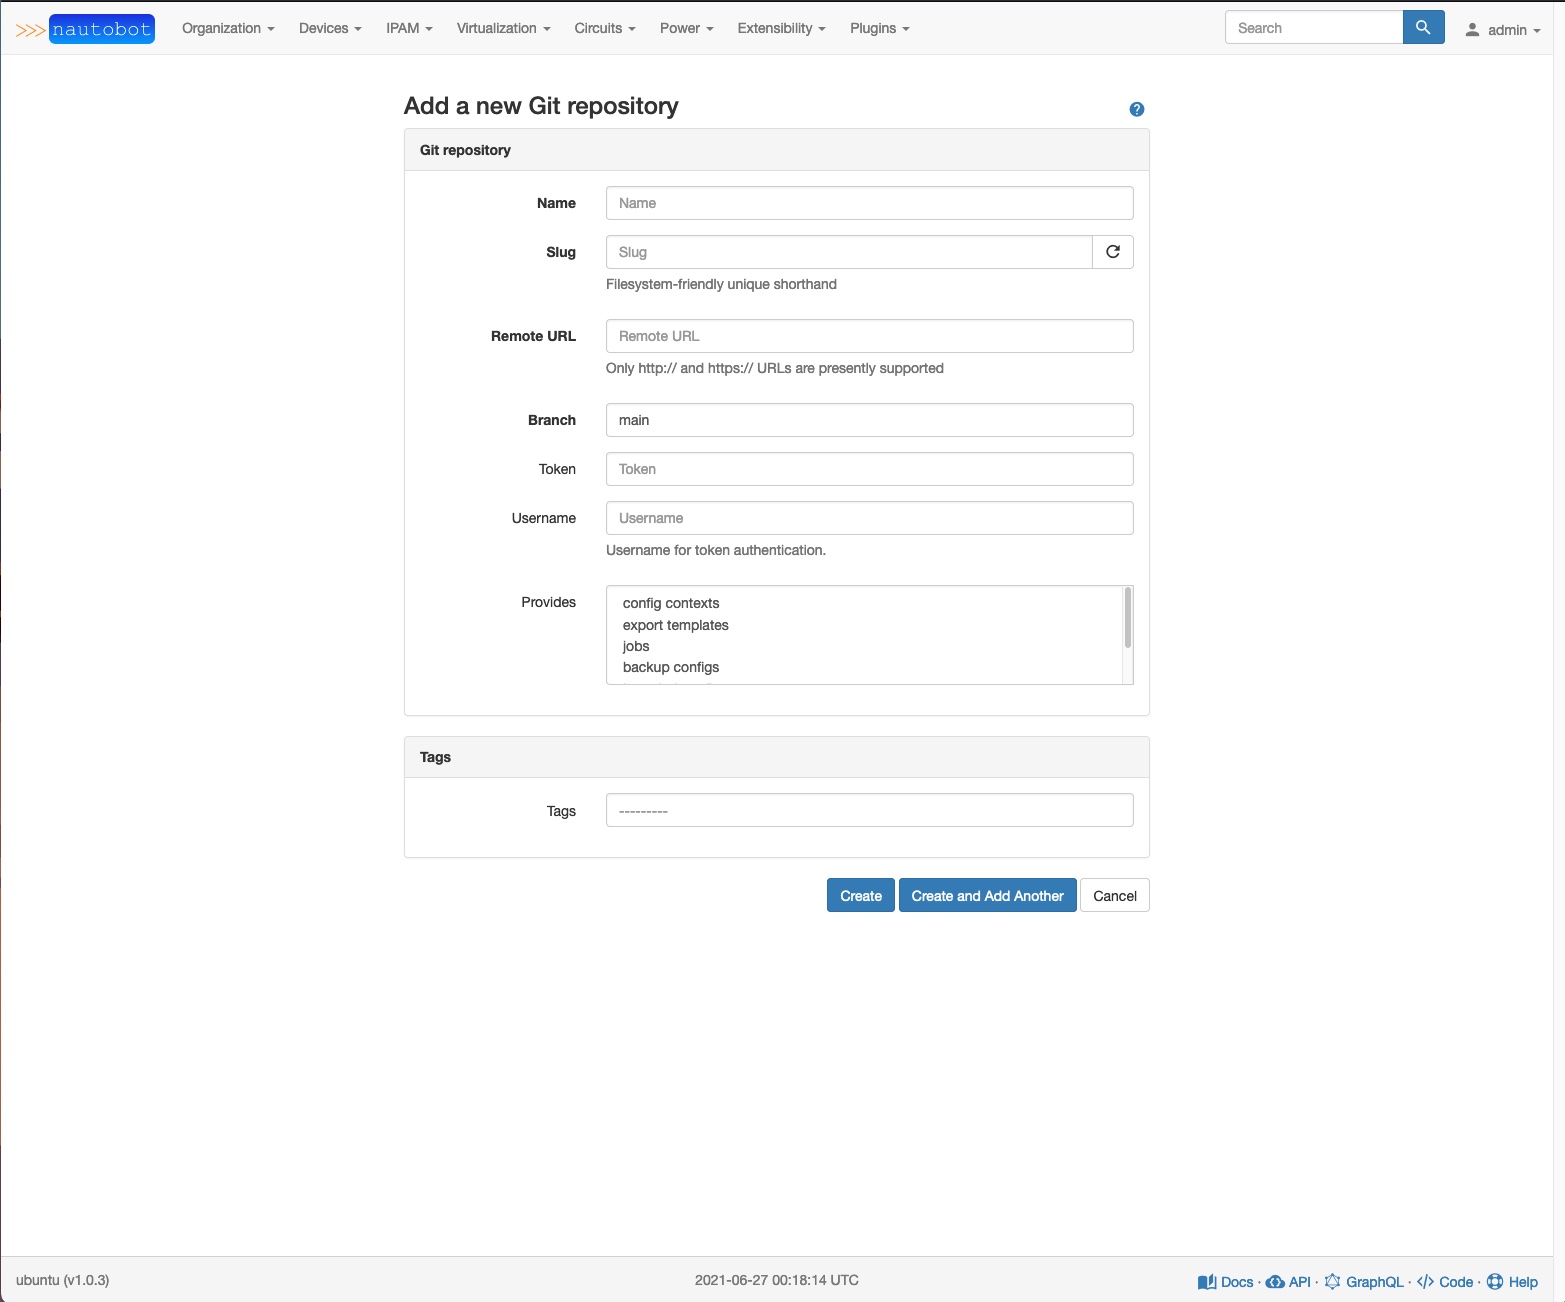 >>> nautobot Organization Devices IPAM Virtualization Circuits Power Extensibility Plugins Search admin
Add a new Git repository ?
Git repository
Name Name
Slug Slug
Filesystem-friendly unique shorthand
Remote URL Remote URL
Only http:// and https:// URLs are presently supported
Branch main
Token Token
Username Username
Username for token authentication.
Provides config contexts
export templates
jobs
backup configs
Tags
Tags ---------
Create Create and Add Another Cancel
ubuntu (v1.0.3) 2021-06-27 00:18:14 UTC Docs · API · GraphQL · </> Code · Help